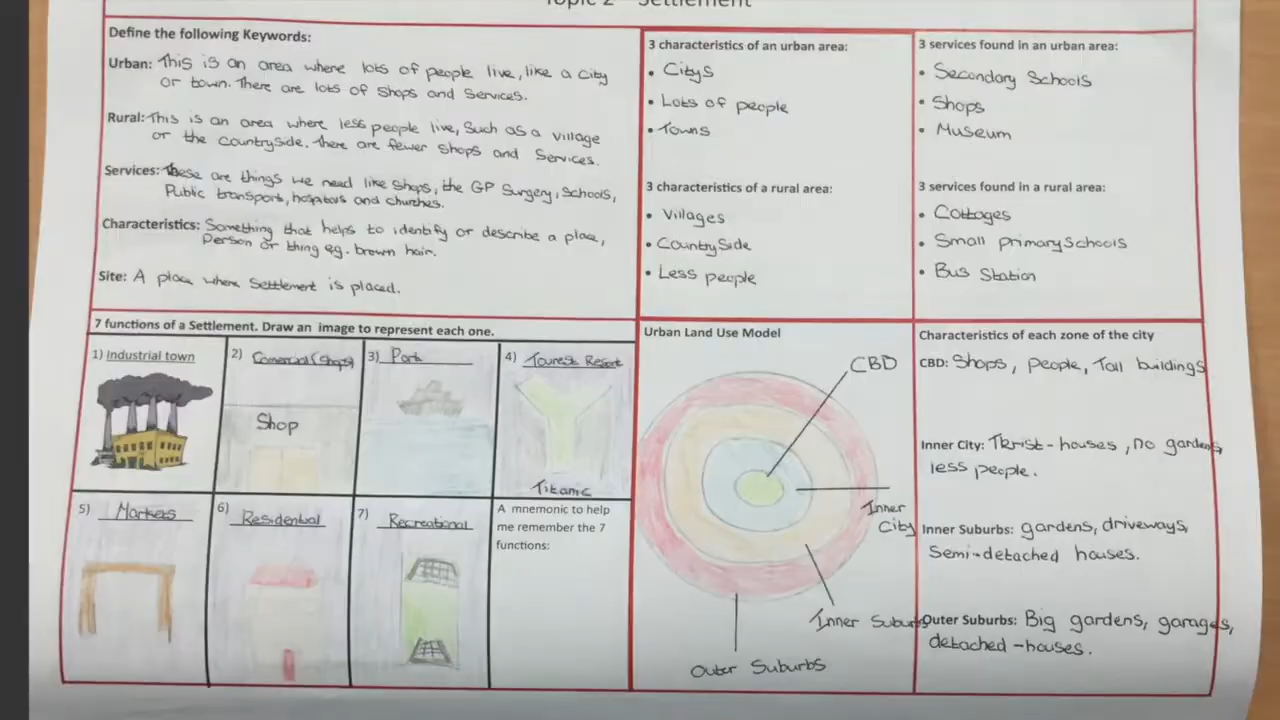 Topic 2 – Settlement
Define the following Keywords:
Urban: This is an area where lots of people live, like a City
or town. There are lots of shops and services.
Rural: This is an area where less people live, Such as a village
or the countryside. There are fewer shops and services.
Services: These are things we need like shops, the GP Surgery, Schools,
Public transport, hospitals and churches.
Characteristics: Something that helps to identify or describe a place,
Person or thing eg. brown hair.
Site: A place where Settlement is placed.
3 characteristics of an urban area:
• Citys
• Lots of people
• Towns
3 characteristics of a rural area:
• Villages
• CountrySide
• Less people
3 services found in an urban area:
• Secondary Schools
• Shops
• Museum
3 services found in a rural area:
• Cottages
• Small primary Schools
• Bus Station
7 functions of a Settlement. Draw an image to represent each one.
1) Industrial town
2) Comercial (Shops)
Shop
3) Port
4) Tourest Resort
Titanic
5) Markets
6) Residential
7) Recreational
A mnemonic to help
me remember the 7
functions:
Urban Land Use Model
CBD
Inner
City
Inner Suburbs
Outer Suburbs
Characteristics of each zone of the city
CBD: Shops, people, Tall buildings
Inner City: houses, no gardens,
less people.
Inner Suburbs: gardens, driveways,
Semi-detached houses.
Outer Suburbs: Big gardens, garages,
detached-houses.